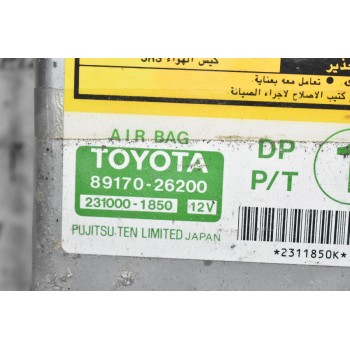 كيس الهواء SRS
تعامل معه بعناية
كتيب الاصلاح لاجراء الصيانة
AIR BAG
TOYOTA
89170-26200
231000-1850 12V
FUJITSU TEN LIMITED JAPAN
DP
P/T
*2311850K*